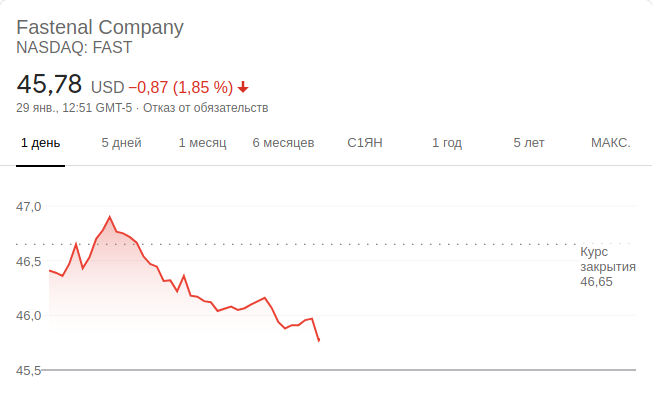 Fastenal Company
NASDAQ: FAST
45,78 USD −0,87 (1,85 %)
29 янв., 12:51 GMT-5 · Отказ от обязательств
1 день 5 дней 1 месяц 6 месяцев С1ЯН 1 год 5 лет МАКС.
47,0
46,5
46,0
45,5
Курс
закрытия
46,65